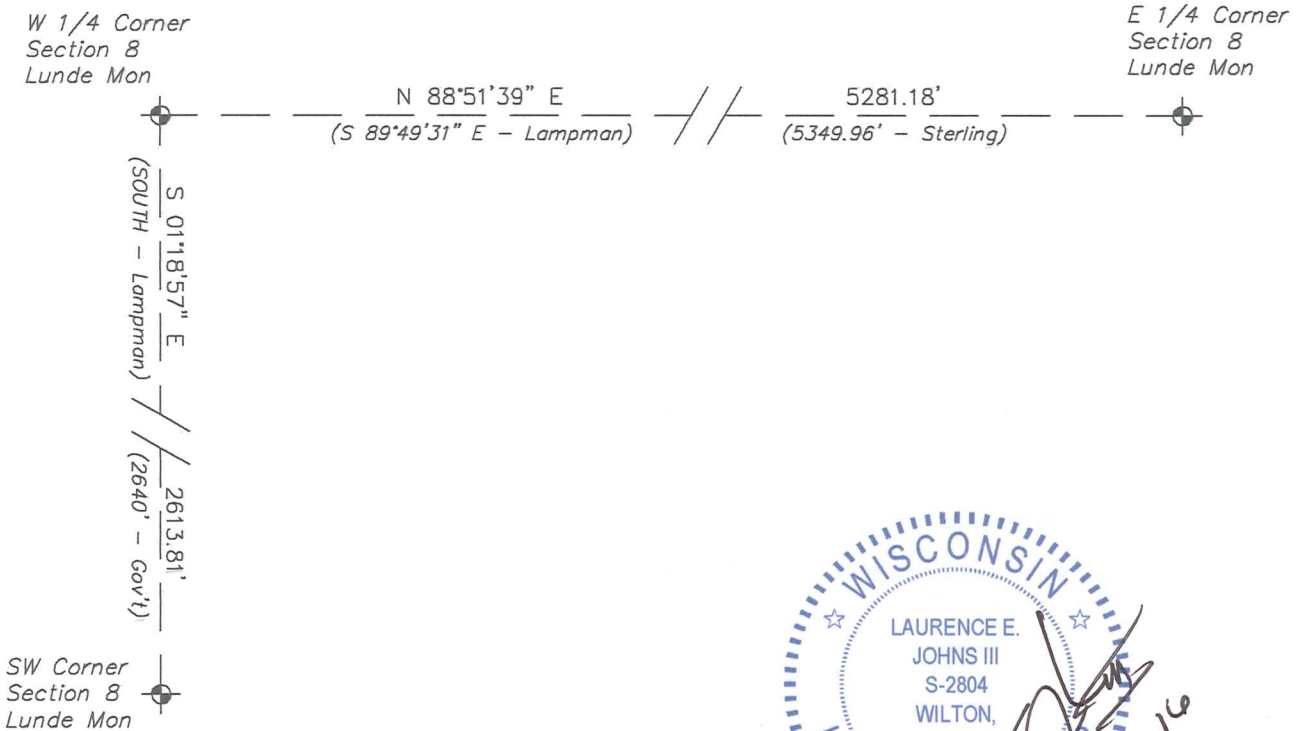 W 1/4 Corner
Section 8
Lunde Mon
E 1/4 Corner
Section 8
Lunde Mon
N 88°51'39" E
5281.18'
(S 89°49'31" E – Lampman)
(5349.96' – Sterling)
S 01°18'57" E
(SOUTH – Lampman)
2613.81'
(2640' – Gov't)
SW Corner
Section 8
Lunde Mon
WISCONSIN
LAURENCE E.
JOHNS III
S-2804
WILTON,